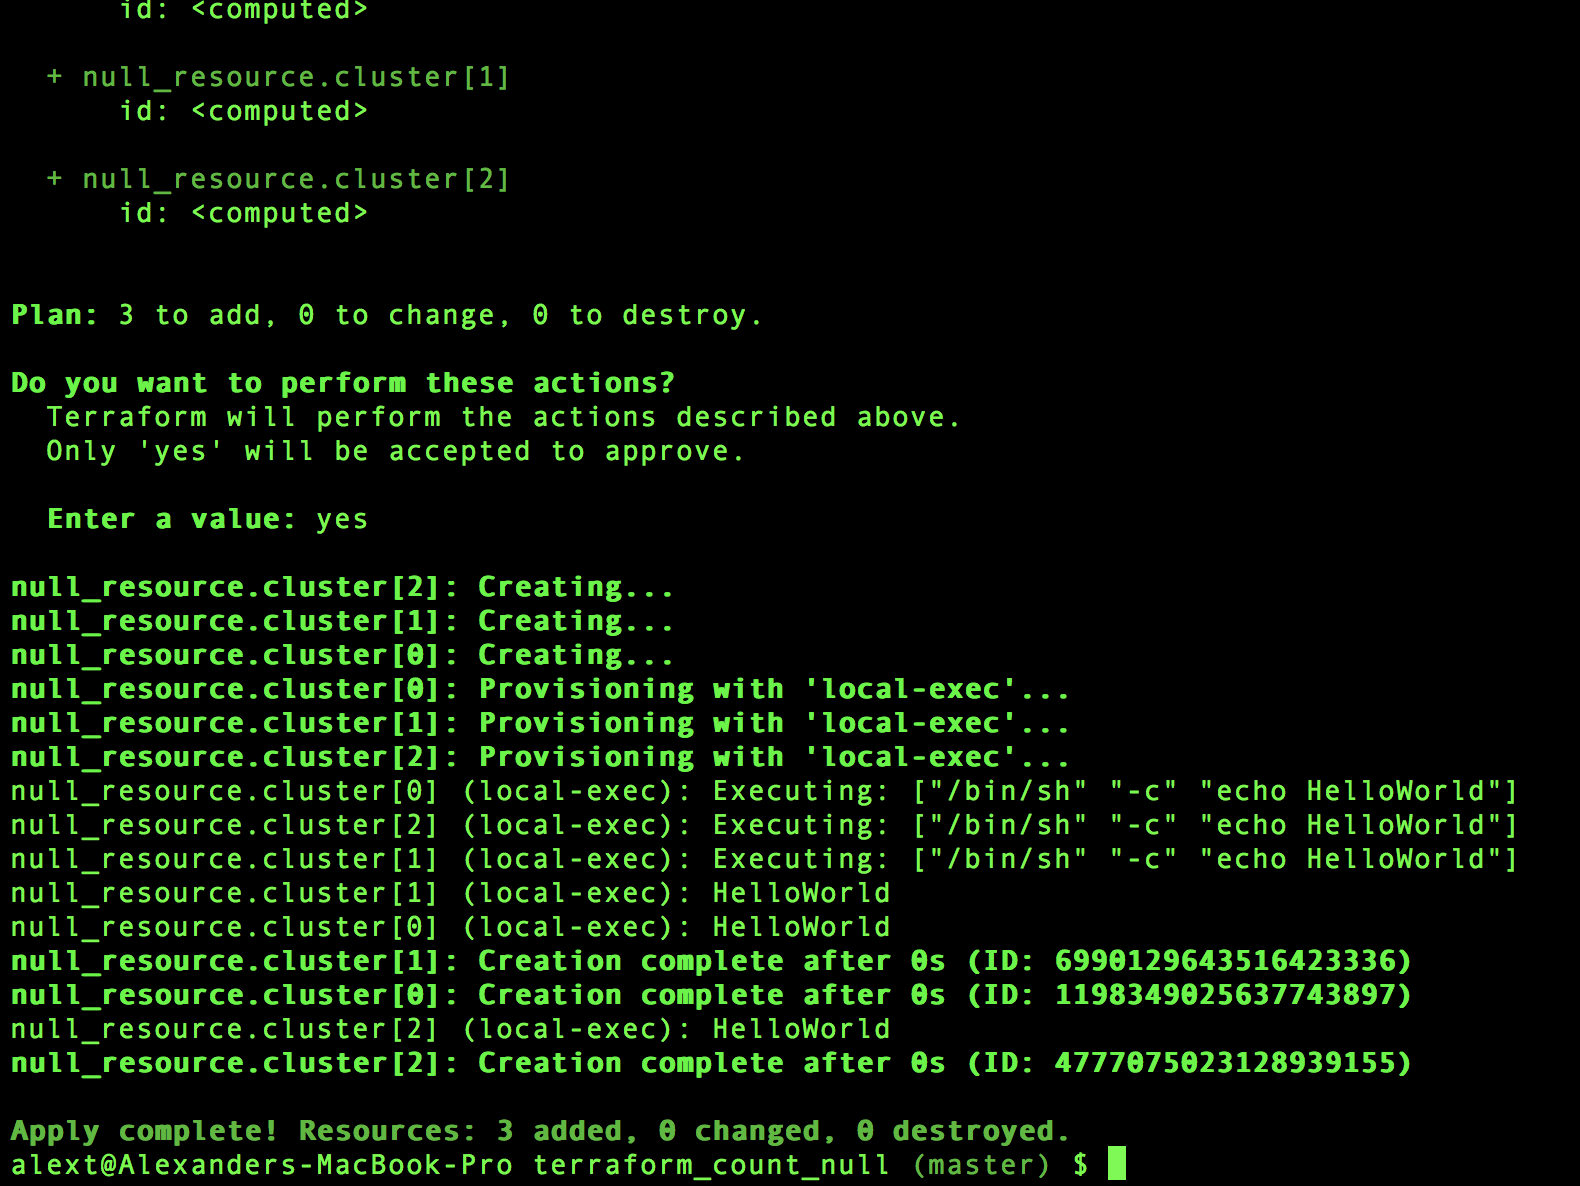 id: <computed>
+ null_resource.cluster[1]
id: <computed>
+ null_resource.cluster[2]
id: <computed>
Plan: 3 to add, 0 to change, 0 to destroy.
Do you want to perform these actions?
Terraform will perform the actions described above.
Only 'yes' will be accepted to approve.
Enter a value: yes
null_resource.cluster[2]: Creating...
null_resource.cluster[1]: Creating...
null_resource.cluster[0]: Creating...
null_resource.cluster[0]: Provisioning with 'local-exec'...
null_resource.cluster[1]: Provisioning with 'local-exec'...
null_resource.cluster[2]: Provisioning with 'local-exec'...
null_resource.cluster[0] (local-exec): Executing: ["/bin/sh" "-c" "echo HelloWorld"]
null_resource.cluster[2] (local-exec): Executing: ["/bin/sh" "-c" "echo HelloWorld"]
null_resource.cluster[1] (local-exec): Executing: ["/bin/sh" "-c" "echo HelloWorld"]
null_resource.cluster[1] (local-exec): HelloWorld
null_resource.cluster[0] (local-exec): HelloWorld
null_resource.cluster[1]: Creation complete after 0s (ID: 6990129643516423336)
null_resource.cluster[0]: Creation complete after 0s (ID: 1198349025637743897)
null_resource.cluster[2] (local-exec): HelloWorld
null_resource.cluster[2]: Creation complete after 0s (ID: 4777075023128939155)
Apply complete! Resources: 3 added, 0 changed, 0 destroyed.
alext@Alexanders-MacBook-Pro terraform_count_null (master) $